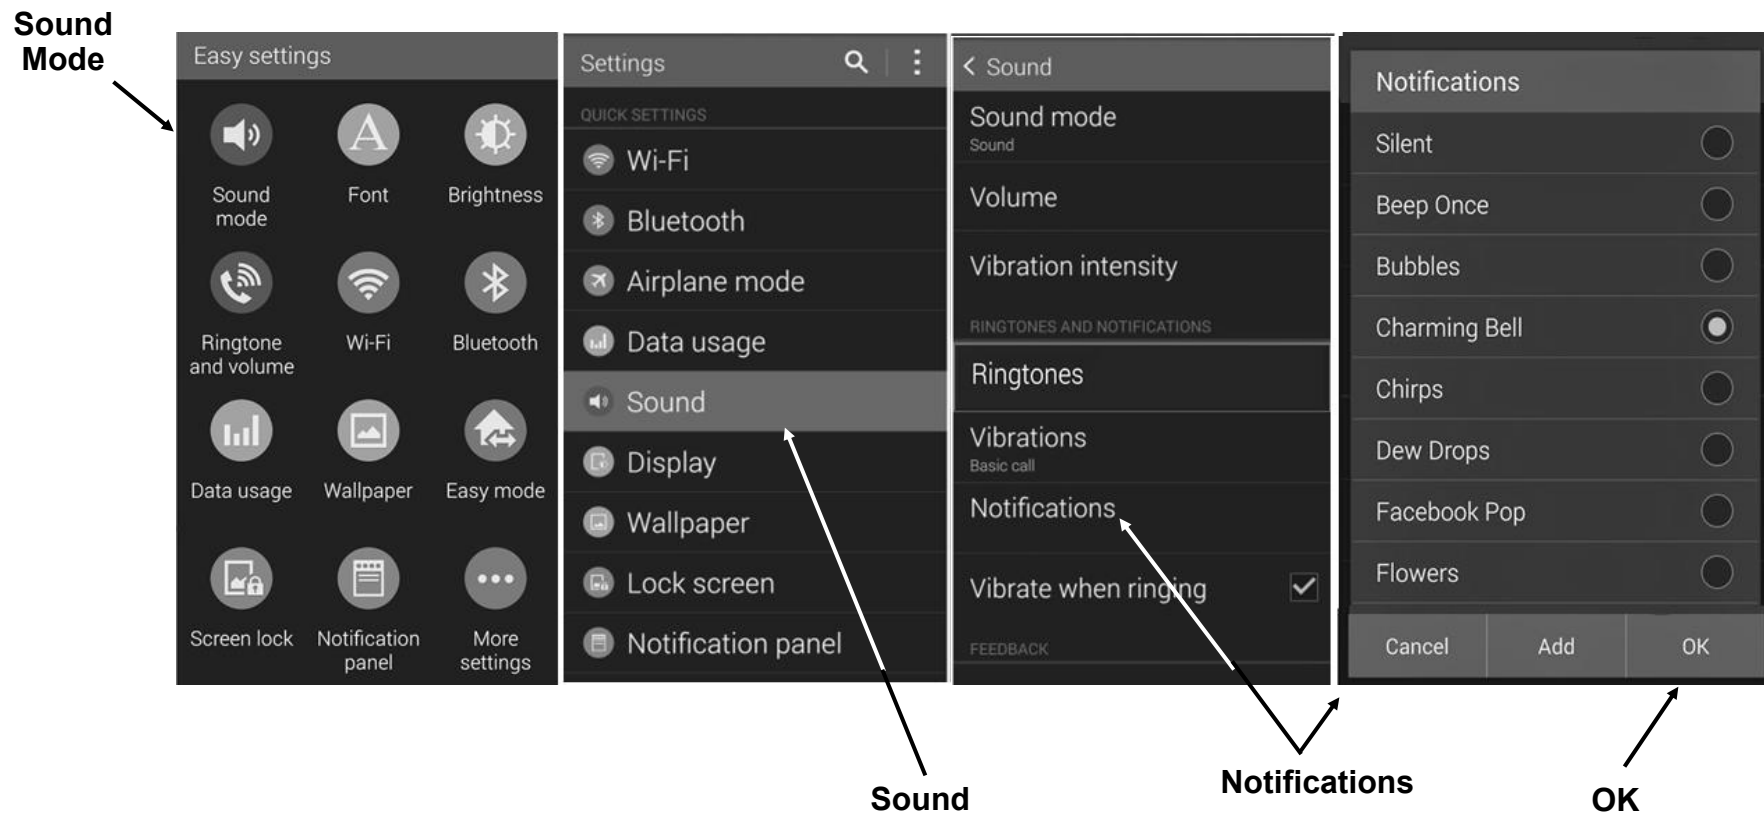 Sound
Mode
Easy settings
Sound
mode
Font
Brightness
Ringtone
and volume
Wi-Fi
Bluetooth
Data usage
Wallpaper
Easy mode
Screen lock
Notification
panel
More
settings
Settings
QUICK SETTINGS
Wi-Fi
Bluetooth
Airplane mode
Data usage
Sound
Display
Wallpaper
Lock screen
Notification panel
Sound
Sound mode
Sound
Volume
Vibration intensity
RINGTONES AND NOTIFICATIONS
Ringtones
Vibrations
Basic call
Notifications
Vibrate when ringing
FEEDBACK
Notifications
Silent
Beep Once
Bubbles
Charming Bell
Chirps
Dew Drops
Facebook Pop
Flowers
Cancel
Add
OK
Sound
Notifications
OK